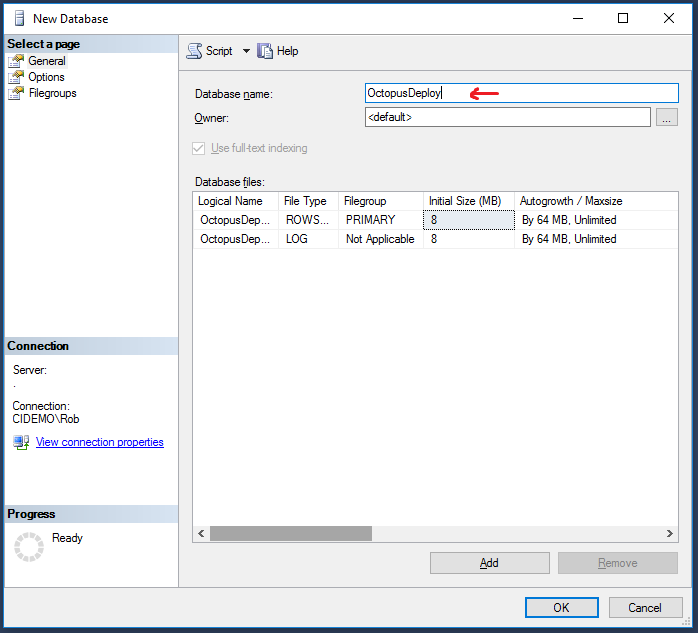 New Database
Select a page
General
Options
Filegroups
Script
Help
Database name:
OctopusDeploy
Owner:
<default>
...
Use full-text indexing
Database files:
Logical Name File Type Filegroup Initial Size (MB) Autogrowth / Maxsize
OctopusDep... ROWS... PRIMARY 8 By 64 MB, Unlimited
OctopusDep... LOG Not Applicable 8 By 64 MB, Unlimited
Connection
Server:
.
Connection:
CIDEMO\Rob
View connection properties
Progress
Ready
Add
Remove
OK
Cancel